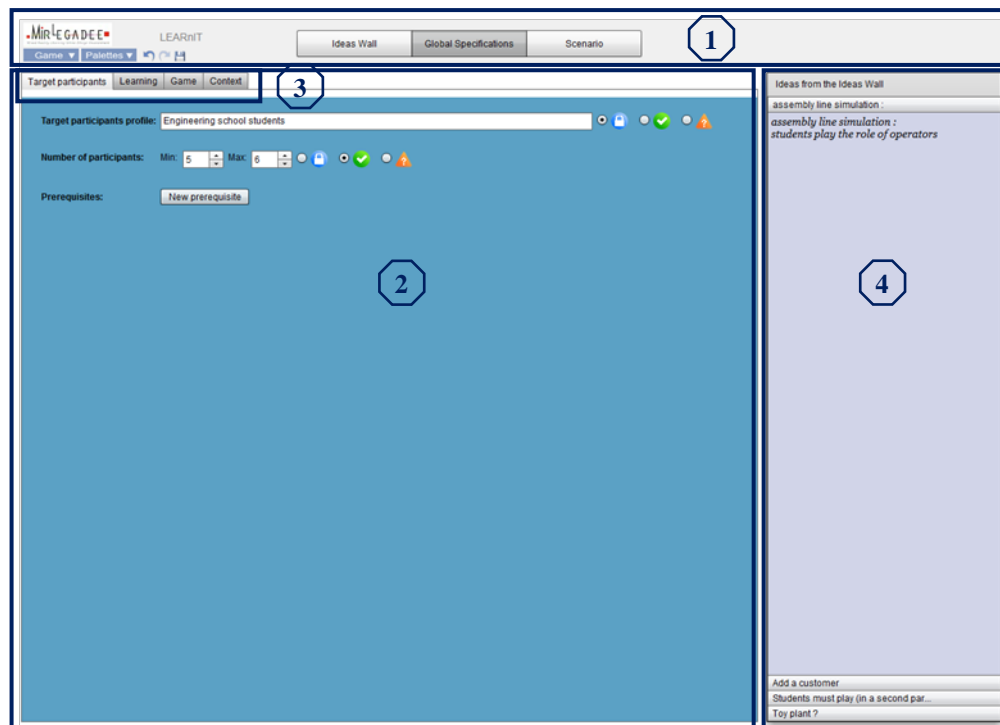 MIRLEGADEE
LEARnIT
Game ▼ Palettes ▼
Ideas Wall Global Specifications Scenario
1
Target participants Learning Game Context
3
Target participants profile: Engineering school students
Number of participants: Min: 5 Max: 6
Prerequisites: New prerequisite
2
Ideas from the Ideas Wall
assembly line simulation :
assembly line simulation :
students play the role of operators
4
Add a customer
Students must play (in a second par...
Toy plant ?